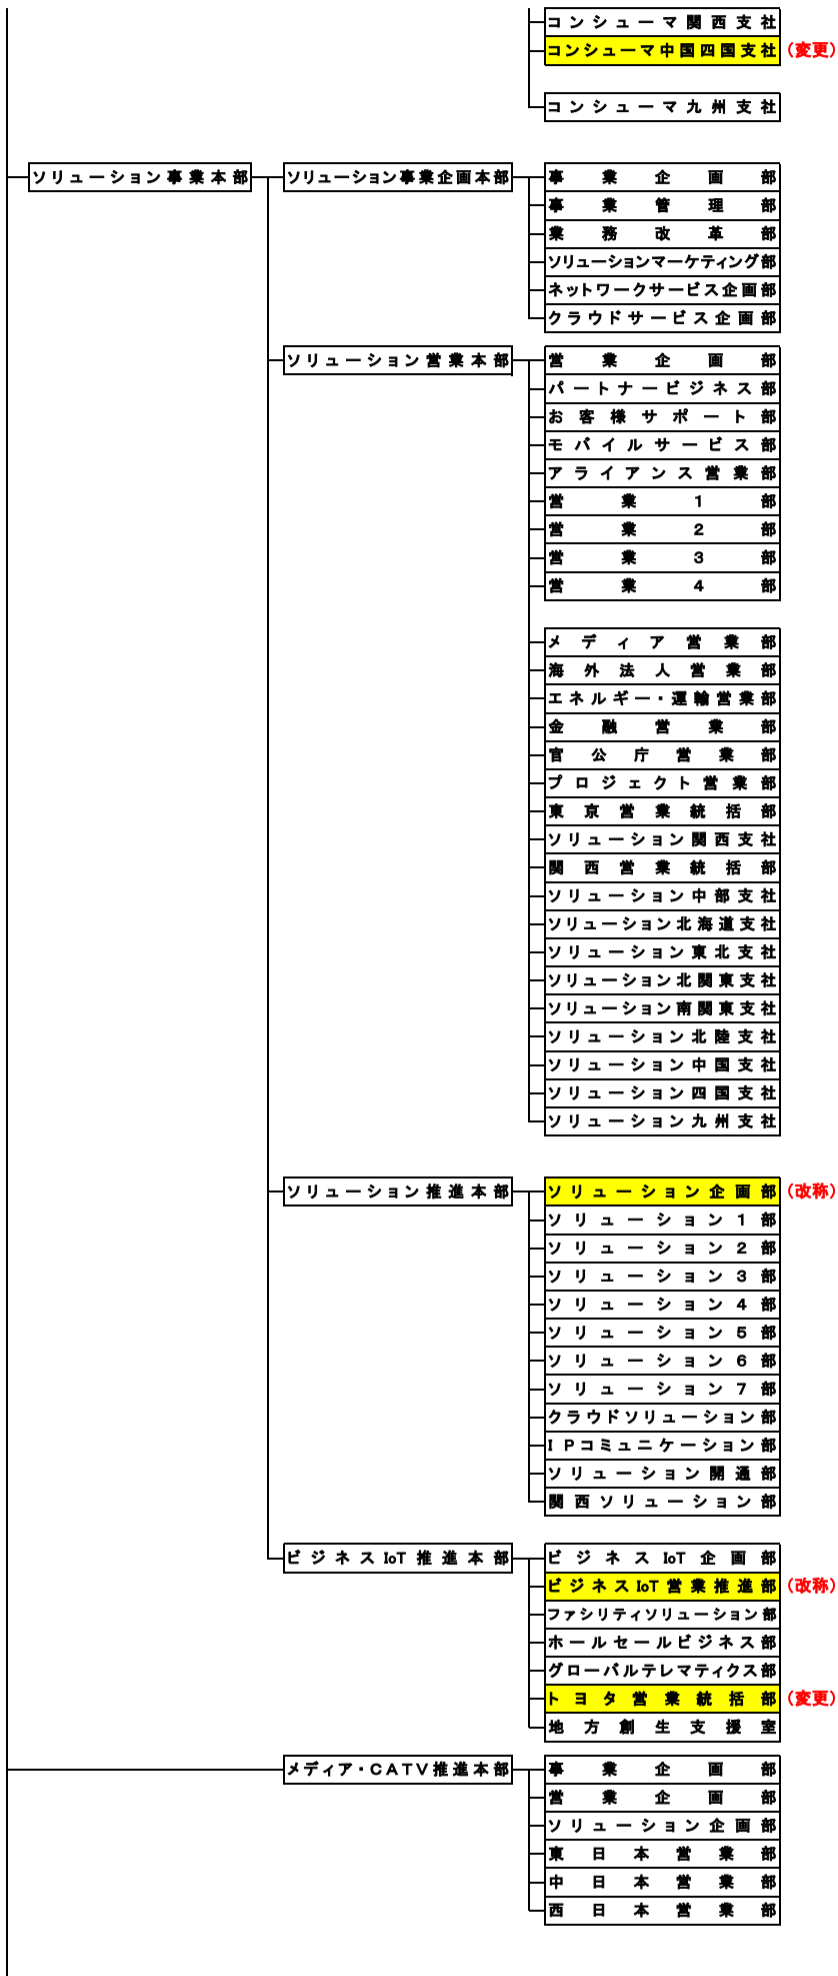 コンシューマ関西支社
コンシューマ中国四国支社 (変更)
コンシューマ九州支社
ソリューション事業本部 ソリューション事業企画本部 事業企画部
事業管理部
業務改革部
ソリューションマーケティング部
ネットワークサービス企画部
クラウドサービス企画部
ソリューション営業本部 営業企画部
パートナービジネス部
お客様サポート部
モバイルサービス部
アライアンス営業部
営業1部
営業2部
営業3部
営業4部
メディア営業部
海外法人営業部
エネルギー・運輸営業部
金融営業部
官公庁営業部
プロジェクト営業部
東京営業統括部
ソリューション関西支社
関西営業統括部
ソリューション中部支社
ソリューション北海道支社
ソリューション東北支社
ソリューション北関東支社
ソリューション南関東支社
ソリューション北陸支社
ソリューション中国支社
ソリューション四国支社
ソリューション九州支社
ソリューション推進本部 ソリューション企画部 (改称)
ソリューション1部
ソリューション2部
ソリューション3部
ソリューション4部
ソリューション5部
ソリューション6部
ソリューション7部
クラウドソリューション部
IPコミュニケーション部
ソリューション開通部
関西ソリューション部
ビジネスIoT推進本部 ビジネスIoT企画部
ビジネスIoT営業推進部 (改称)
ファシリティソリューション部
ホールセールビジネス部
グローバルテレマティクス部
トヨタ営業統括部 (変更)
地方創生支援室
メディア・CATV推進本部 事業企画部
営業企画部
ソリューション企画部
東日本営業部
中日本営業部
西日本営業部